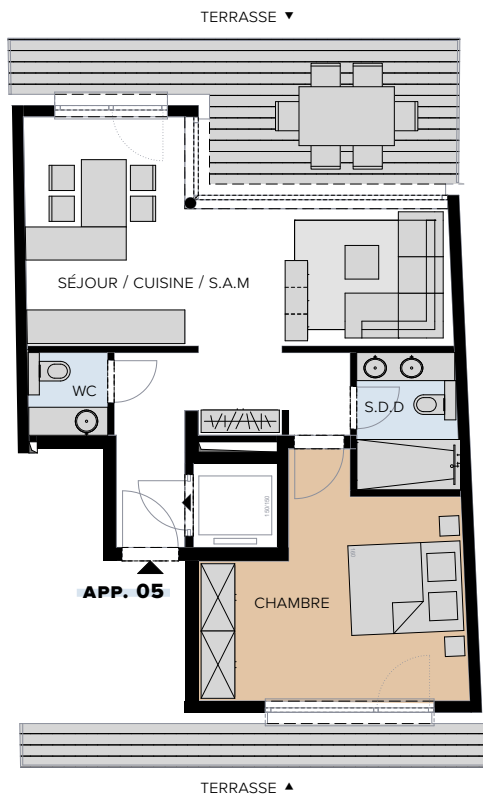 TERRASSE ▼
SÉJOUR / CUISINE / S.A.M
WC
S.D.D
APP. 05
CHAMBRE
TERRASSE ▲